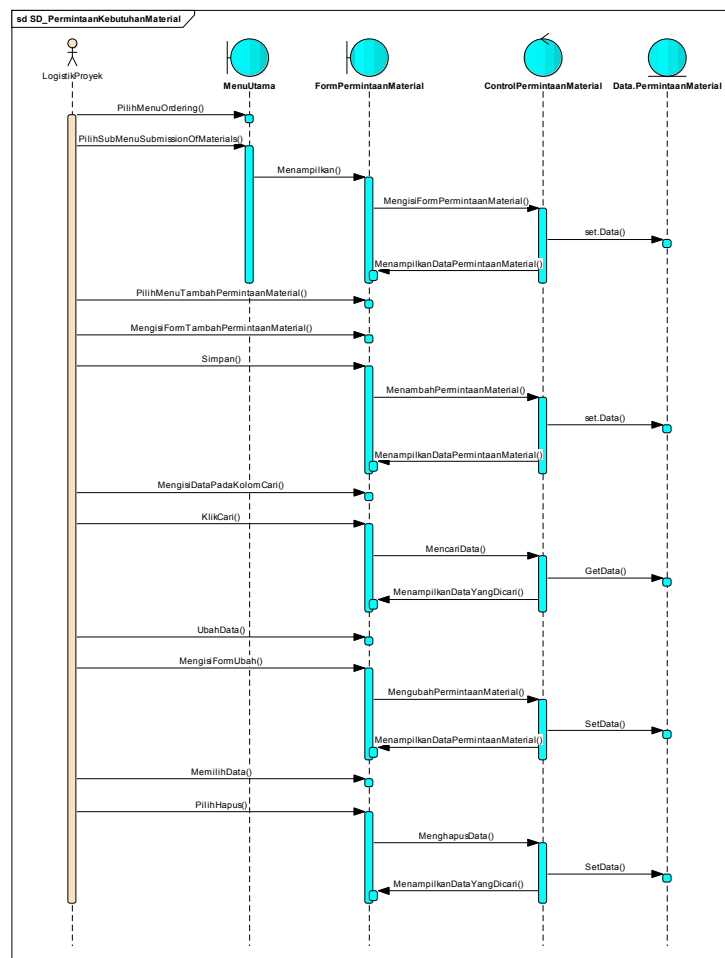 sd SD_PermintaanKebutuhanMaterial
LogistikProyek
MenuUtama
FormPermintaanMaterial
ControlPermintaanMaterial
Data.PermintaanMaterial
PilihMenuOrdering()
PilihSubMenuSubmissionOfMaterials()
Menampilkan()
MengisiFormPermintaanMaterial()
set.Data()
MenampilkanDataPermintaanMaterial()
PilihMenuTambahPermintaanMaterial()
MengisiFormTambahPermintaanMaterial()
Simpan()
MenambahPermintaanMaterial()
set.Data()
MenampilkanDataPermintaanMaterial()
MengisiDataPadaKolomCari()
KlikCari()
MencariData()
GetData()
MenampilkanDataYangDicari()
UbahData()
MengisiFormUbah()
MengubahPermintaanMaterial()
SetData()
MenampilkanDataPermintaanMaterial()
MemilihData()
PilihHapus()
MenghapusData()
SetData()
MenampilkanDataYangDicari()